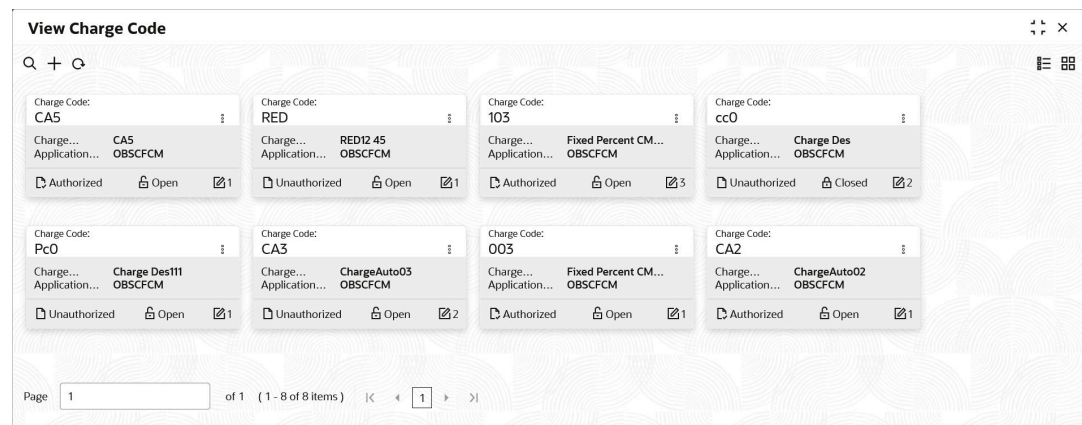 View Charge Code
Charge Code:
CA5
Charge... CA5
Application... OBSCFCM
Authorized Open 1
Charge Code:
RED
Charge... RED12 45
Application... OBSCFCM
Unauthorized Open 1
Charge Code:
103
Charge... Fixed Percent CM...
Application... OBSCFCM
Authorized Open 3
Charge Code:
cc0
Charge... Charge Des
Application... OBSCFCM
Unauthorized Closed 2
Charge Code:
Pc0
Charge... Charge Des111
Application... OBSCFCM
Unauthorized Open 1
Charge Code:
CA3
Charge... ChargeAuto03
Application... OBSCFCM
Unauthorized Open 2
Charge Code:
003
Charge... Fixed Percent CM...
Application... OBSCFCM
Authorized Open 1
Charge Code:
CA2
Charge... ChargeAuto02
Application... OBSCFCM
Authorized Open 1
Page 1 of 1 ( 1 - 8 of 8 items ) 1